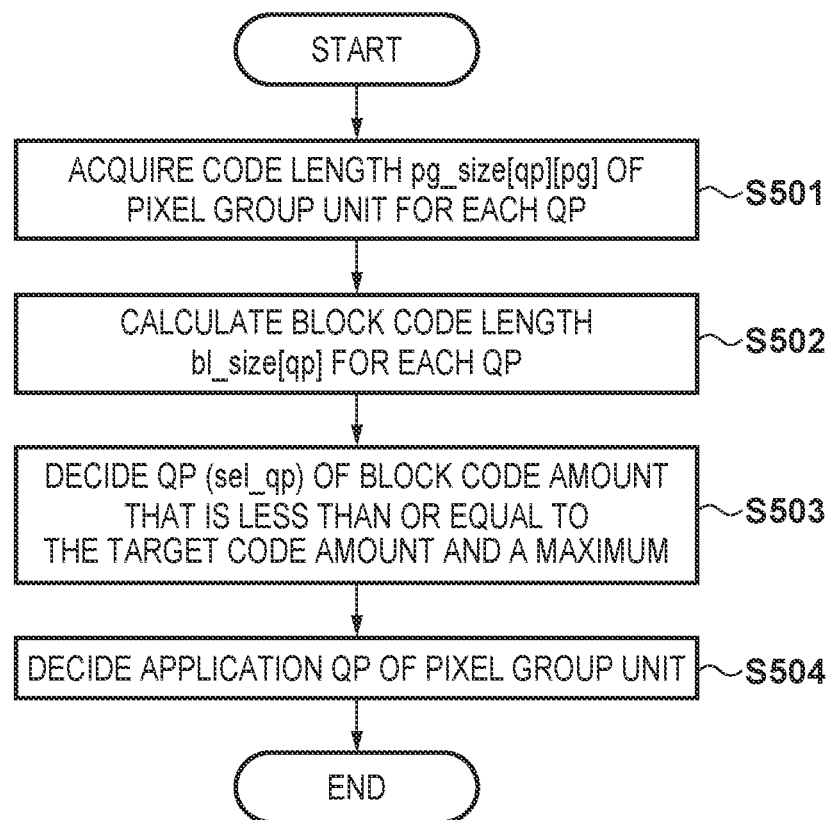 START
ACQUIRE CODE LENGTH pg_size[qp][pg] OF
PIXEL GROUP UNIT FOR EACH QP
S501
CALCULATE BLOCK CODE LENGTH
bl_size[qp] FOR EACH QP
S502
DECIDE QP (sel_qp) OF BLOCK CODE AMOUNT
THAT IS LESS THAN OR EQUAL TO
THE TARGET CODE AMOUNT AND A MAXIMUM
S503
DECIDE APPLICATION QP OF PIXEL GROUP UNIT
S504
END